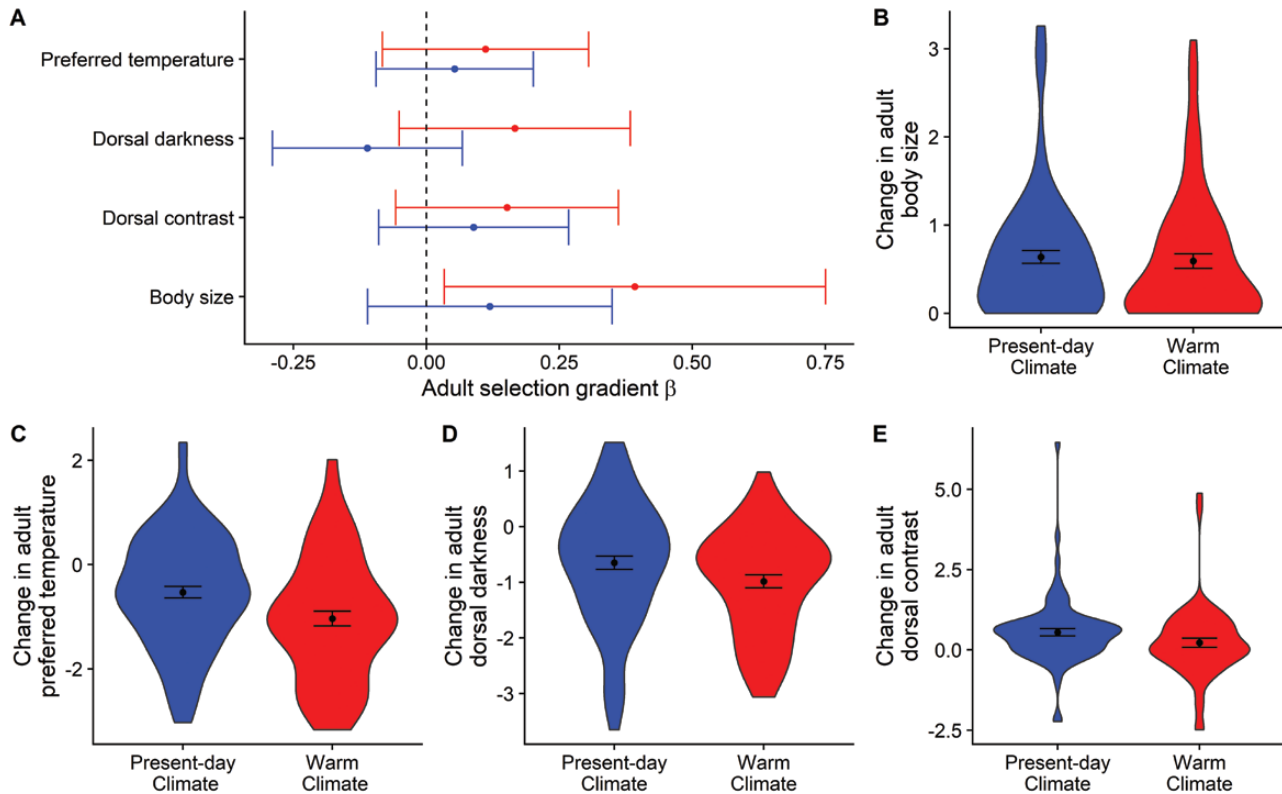 A
Preferred temperature
Dorsal darkness
Dorsal contrast
Body size
-0.25
0.00
0.25
0.50
0.75
Adult selection gradient β
B
Change in adult
body size
3
2
1
0
Present-day
Climate
Warm
Climate
C
Change in adult
preferred temperature
2
0
-2
Present-day
Climate
Warm
Climate
D
Change in adult
dorsal darkness
1
0
-1
-2
-3
Present-day
Climate
Warm
Climate
E
Change in adult
dorsal contrast
5.0
2.5
0.0
-2.5
Present-day
Climate
Warm
Climate